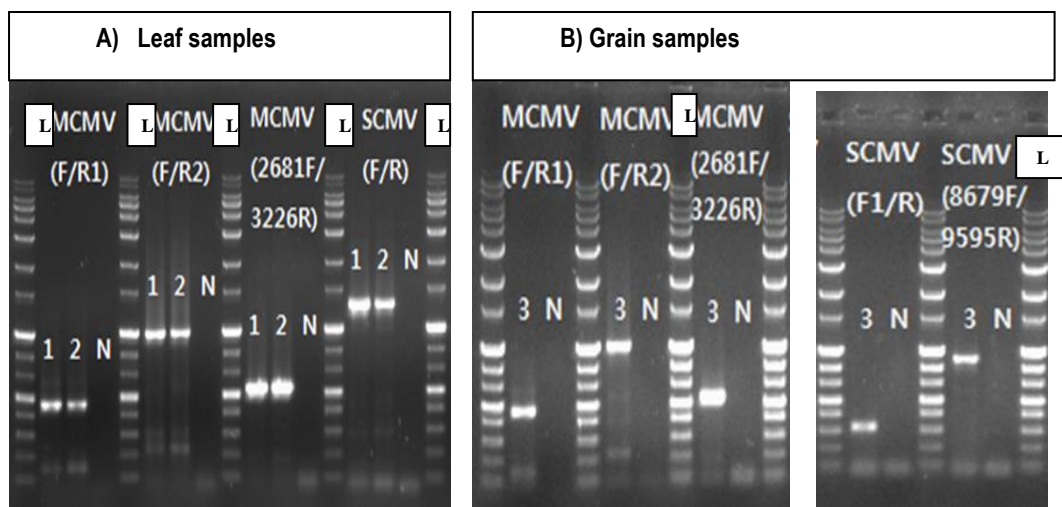 A) Leaf samples
B) Grain samples
L MCMV L MCMV L MCMV L SCMV L
(F/R1) (F/R2) (2681F/ (F/R)
3226R)
1 2 N
1 2 N
1 2 N
1 2 N
MCMV MCMV L MCMV
(F/R1) (F/R2) (2681F/
3226R)
3 N 3 N 3 N
SCMV SCMV L
(F1/R) (8679F/
9595R)
3 N 3 N